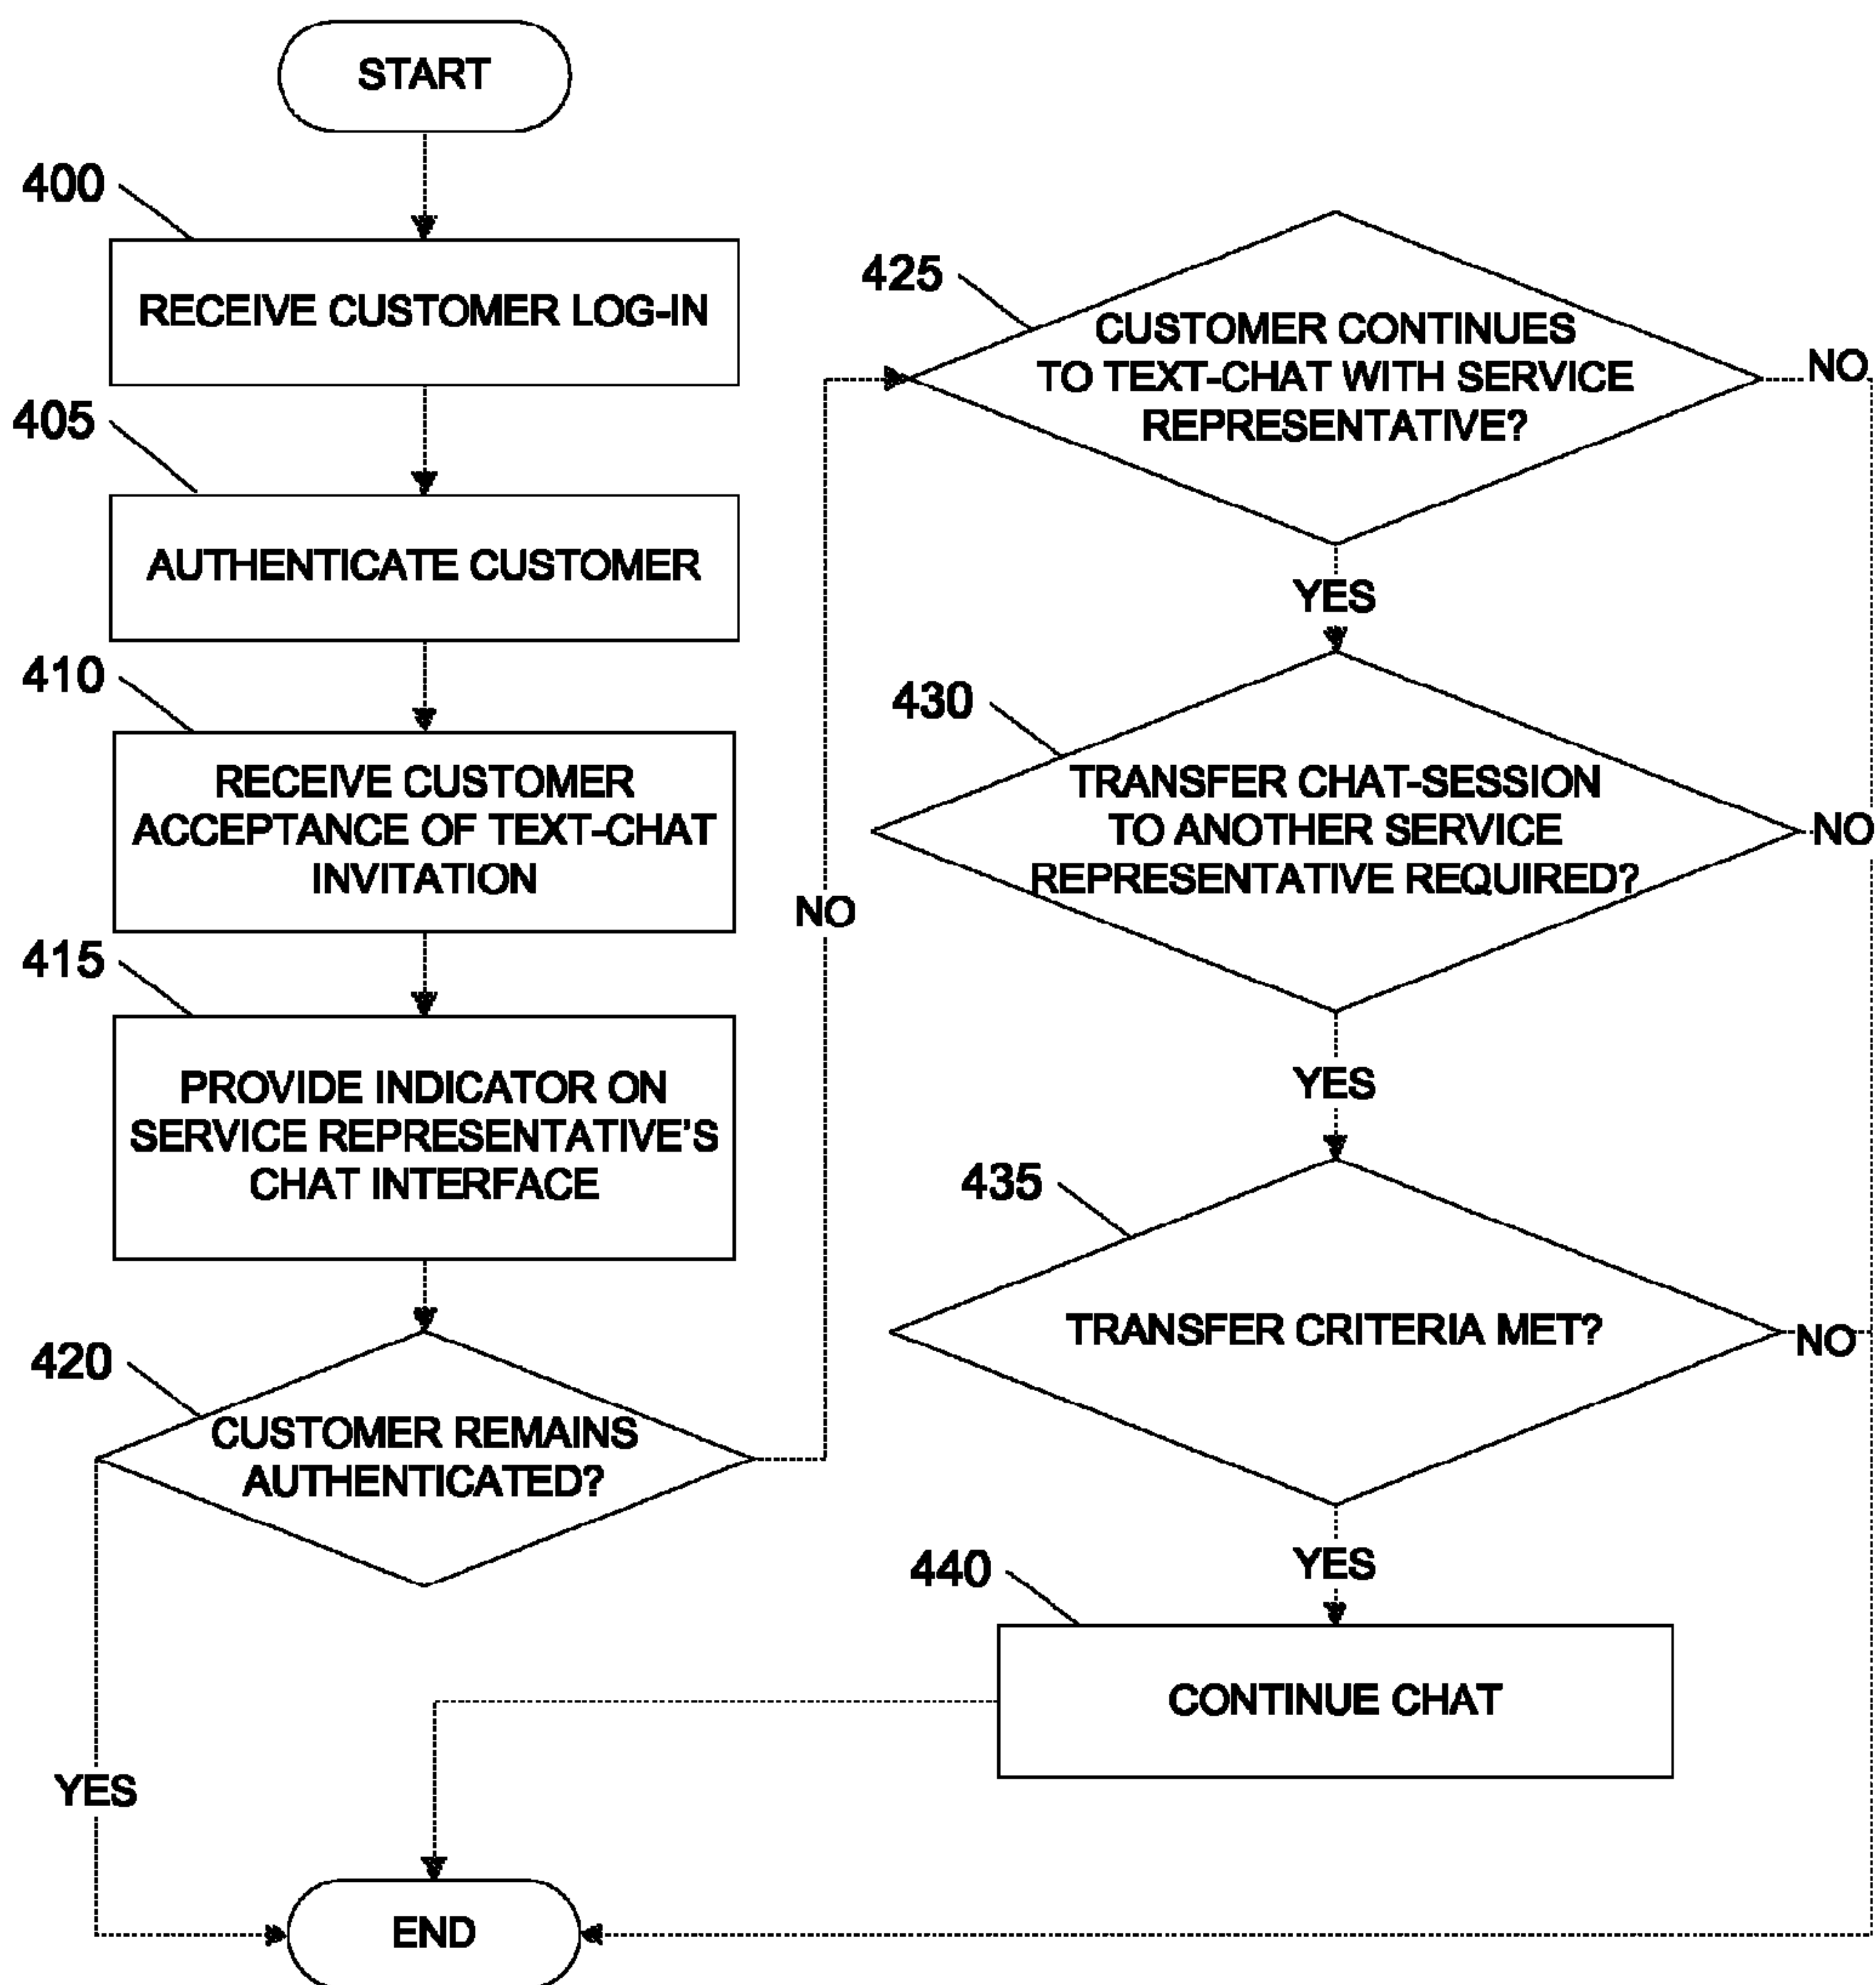 START
400
RECEIVE CUSTOMER LOG-IN
405
AUTHENTICATE CUSTOMER
410
RECEIVE CUSTOMER
ACCEPTANCE OF TEXT-CHAT
INVITATION
415
PROVIDE INDICATOR ON
SERVICE REPRESENTATIVE'S
CHAT INTERFACE
420
CUSTOMER REMAINS
AUTHENTICATED?
YES
NO
425
CUSTOMER CONTINUES
TO TEXT-CHAT WITH SERVICE
REPRESENTATIVE?
NO
YES
430
TRANSFER CHAT-SESSION
TO ANOTHER SERVICE
REPRESENTATIVE REQUIRED?
NO
YES
435
TRANSFER CRITERIA MET?
NO
YES
440
CONTINUE CHAT
END